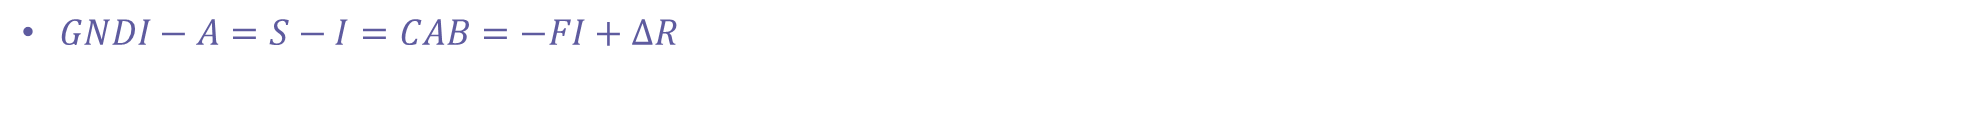 • GNDI − A = S − I = CAB = −FI + ΔR